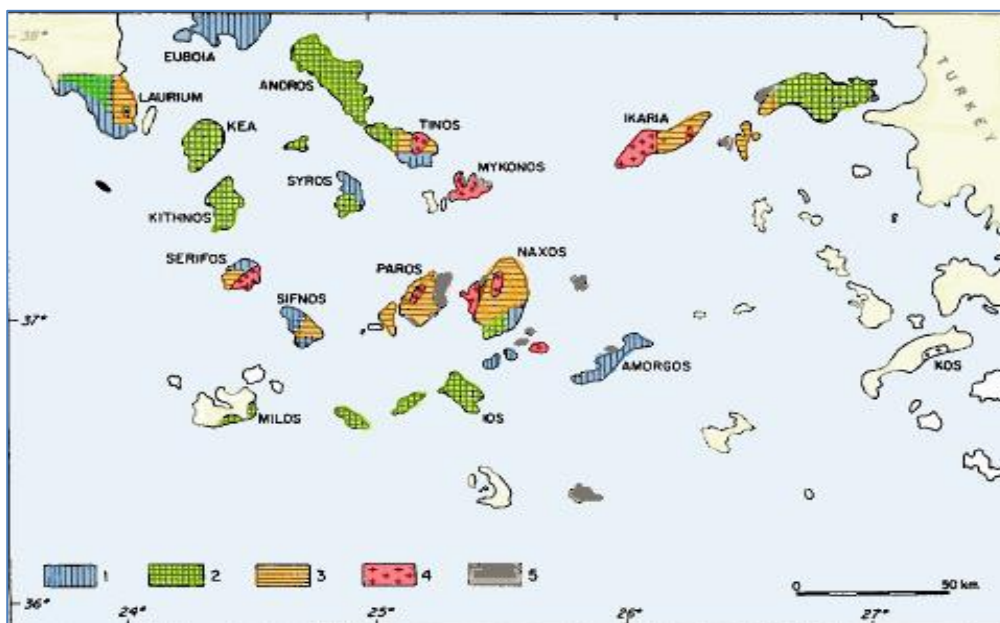 38°
EUBOIA
ANDROS
TURKEY
LAURIUM
KEA
TINOS
IKARIA
SYROS
MYKONOS
KITHNOS
SERIFOS
PAROS
NAXOS
SIFNOS
37°
AMORGOS
KOS
MILOS
IOS
1 2 3 4 5
0 50 km.
36°
24° 25° 26° 27°